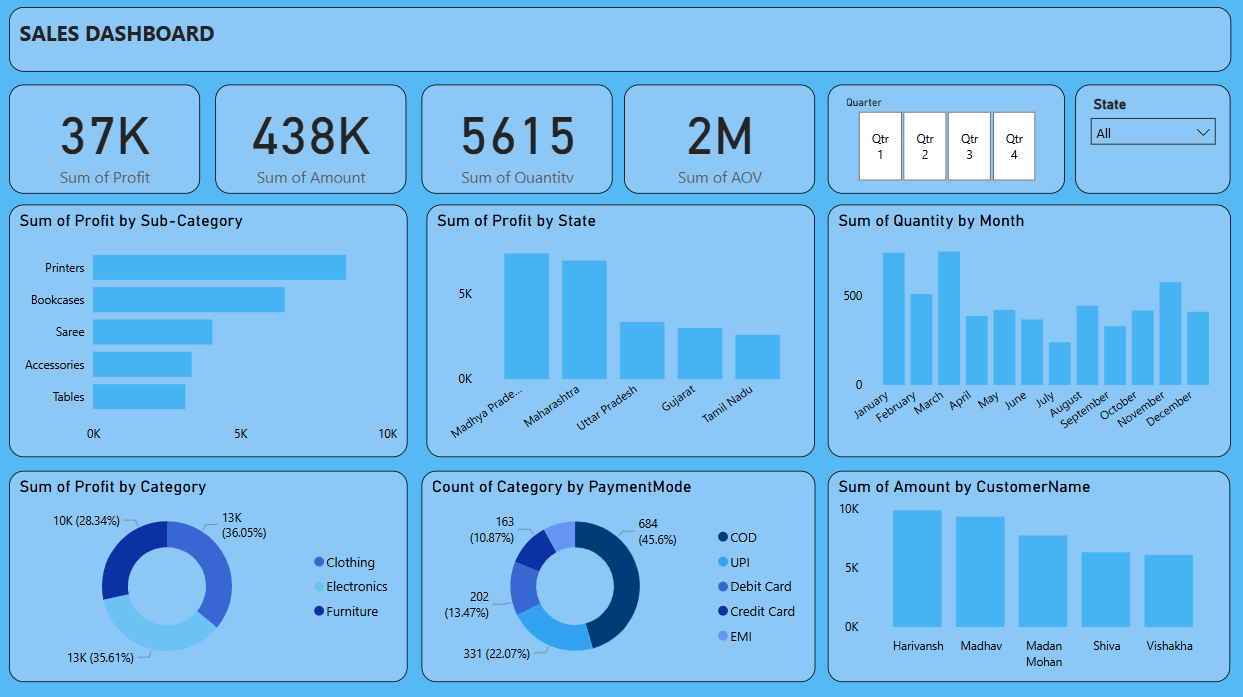 SALES DASHBOARD
37K
Sum of Profit
438K
Sum of Amount
5615
Sum of Quantity
2M
Sum of AOV
Quarter
Qtr
1
Qtr
2
Qtr
3
Qtr
4
State
All
Sum of Profit by Sub-Category
Printers
Bookcases
Saree
Accessories
Tables
0K
5K
10K
Sum of Profit by State
5K
0K
Madhya Prade...
Maharashtra
Uttar Pradesh
Gujarat
Tamil Nadu
Sum of Quantity by Month
500
0
January
February
March
April
May
June
July
August
September
October
November
December
Sum of Profit by Category
10K (28.34%)
13K
(36.05%)
13K (35.61%)
Clothing
Electronics
Furniture
Count of Category by PaymentMode
163
(10.87%)
684
(45.6%)
202
(13.47%)
331 (22.07%)
COD
UPI
Debit Card
Credit Card
EMI
Sum of Amount by CustomerName
10K
5K
0K
Harivansh
Madhav
Madan
Mohan
Shiva
Vishakha